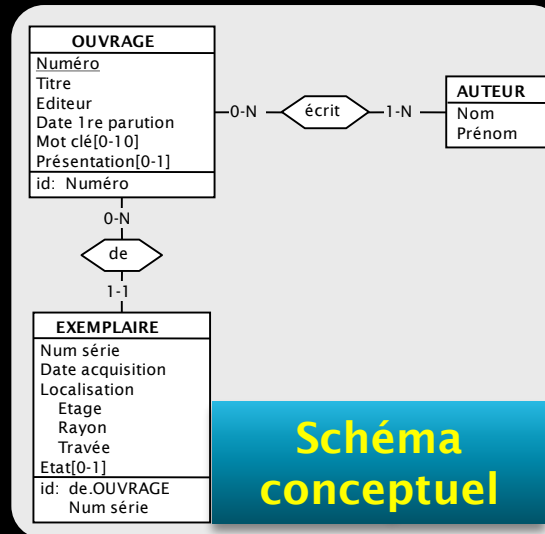 OUVRAGE
Numéro
Titre
Editeur
Date 1re parution
Mot clé[0-10]
Présentation[0-1]
id: Numéro
0-N
écrit
1-N
AUTEUR
Nom
Prénom
0-N
de
1-1
EXEMPLAIRE
Num série
Date acquisition
Localisation
Etage
Rayon
Travée
Etat[0-1]
id: de.OUVRAGE
Num série
Schéma
conceptuel